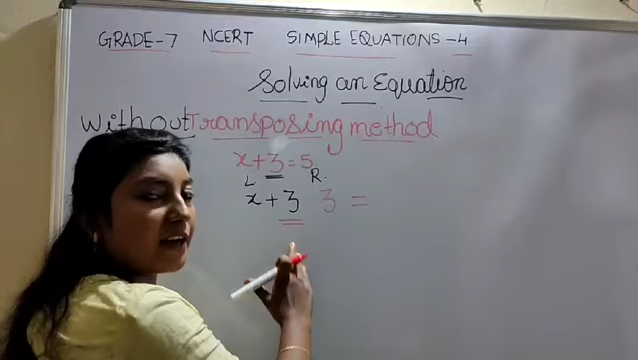 GRADE-7 NCERT SIMPLE EQUATIONS-4
Solving an Equation
without Transposing method
x+3=5
L R.
x+3 3 =